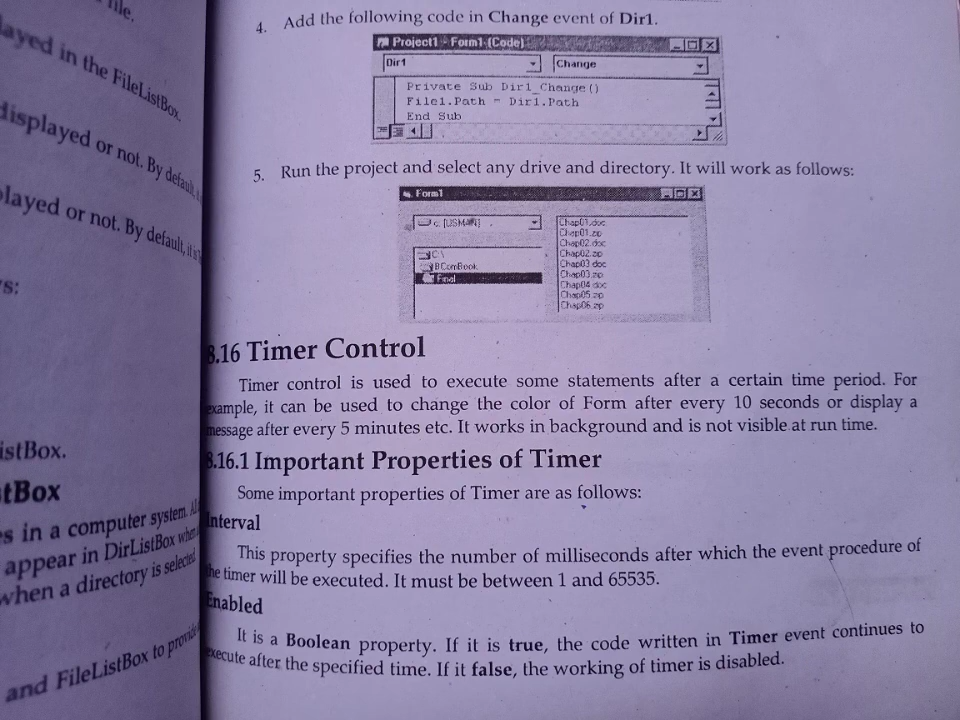 file.
ayed in the FileListBox.
displayed or not. By default,
played or not. By default, it is
s:
istBox.
tBox
s in a computer system.
appear in DirListBox when
when a directory is selected
and FileListBox to provide
4. Add the following code in Change event of Dir1.
Project1 - Form1 (Code)
Dir1 Change
Private Sub Dir1_Change()
File1.Path = Dir1.Path
End Sub
5. Run the project and select any drive and directory. It will work as follows:
Form1
c:
C:\
BComBook
Final
Chap01.doc
Chap01.zip
Chap02.doc
Chap02.zip
Chap03.doc
Chap03.zip
Chap04.doc
Chap05.zip
Chap06.zip
8.16 Timer Control
Timer control is used to execute some statements after a certain time period. For
example, it can be used to change the color of Form after every 10 seconds or display a
message after every 5 minutes etc. It works in background and is not visible at run time.
8.16.1 Important Properties of Timer
Some important properties of Timer are as follows:
Interval
This property specifies the number of milliseconds after which the event procedure of
the timer will be executed. It must be between 1 and 65535.
Enabled
It is a Boolean property. If it is true, the code written in Timer event continues to
execute after the specified time. If it false, the working of timer is disabled.